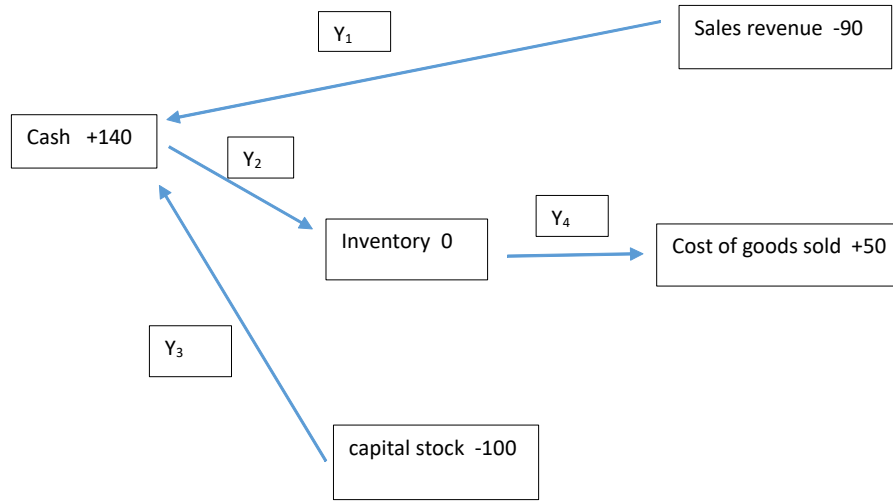 Y₁
Sales revenue -90
Cash +140
Y₂
Inventory 0
Y₄
Cost of goods sold +50
Y₃
capital stock -100